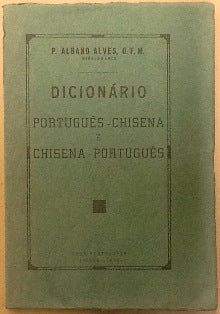 P. ALBANO ALVES, O. F. M.
DICIONÁRIO
PORTUGUÊS-CHISENA
E
CHISENA-PORTUGUÊS